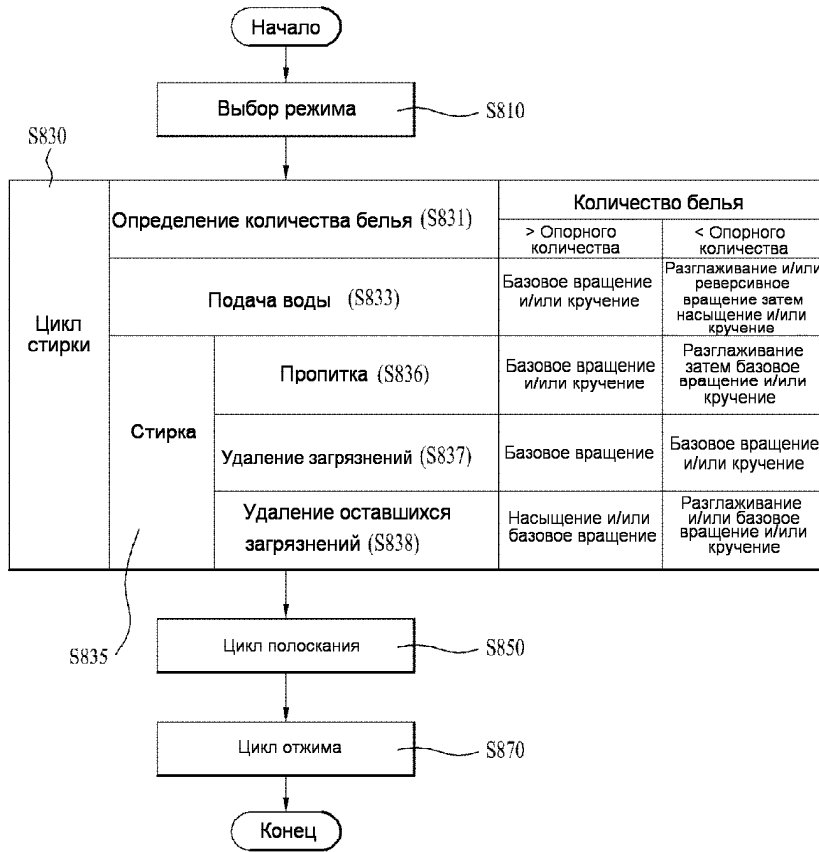 Начало
Выбор режима
S810
S830
Цикл
стирки
Определение количества белья (S831)
Количество белья
> Опорного
количества
< Опорного
количества
Подача воды (S833)
Базовое вращение
и/или кручение
Разглаживание и/или
реверсивное
вращение затем
насыщение и/или
кручение
Стирка
Пропитка (S836)
Базовое вращение
и/или кручение
Разглаживание
затем базовое
вращение и/или
кручение
Удаление загрязнений (S837)
Базовое вращение
Базовое вращение
и/или кручение
Удаление оставшихся
загрязнений (S838)
Насыщение и/или
базовое вращение
Разглаживание
и/или базовое
вращение и/или
кручение
S835
Цикл полоскания
S850
Цикл отжима
S870
Конец